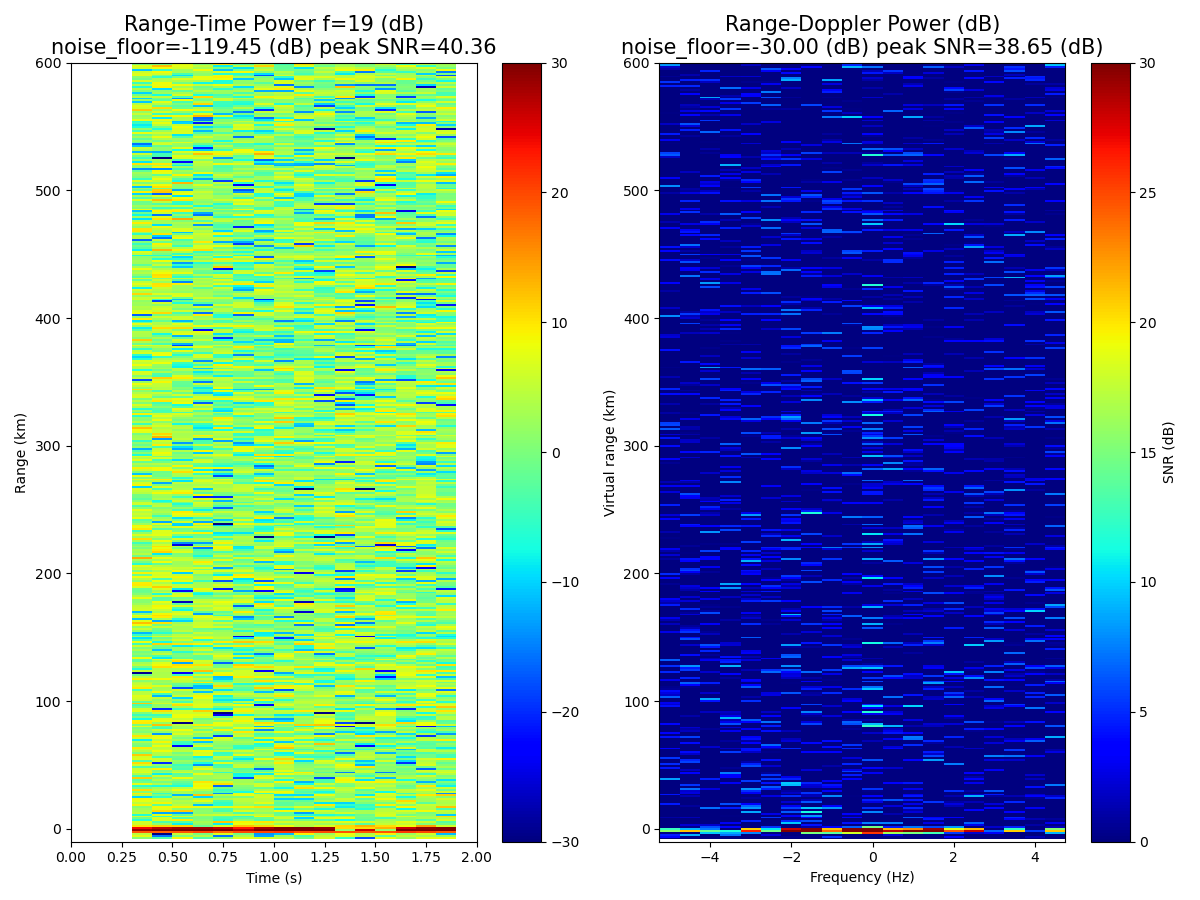 Range-Time Power f=19 (dB)
noise_floor=-119.45 (dB) peak SNR=40.36
Range (km)
600
500
400
300
200
100
0
0.00 0.25 0.50 0.75 1.00 1.25 1.50 1.75 2.00
Time (s)
30
20
10
0
−10
−20
−30
Range-Doppler Power (dB)
noise_floor=-30.00 (dB) peak SNR=38.65 (dB)
Virtual range (km)
600
500
400
300
200
100
0
−4 −2 0 2 4
Frequency (Hz)
30
25
20
15
10
5
0
SNR (dB)